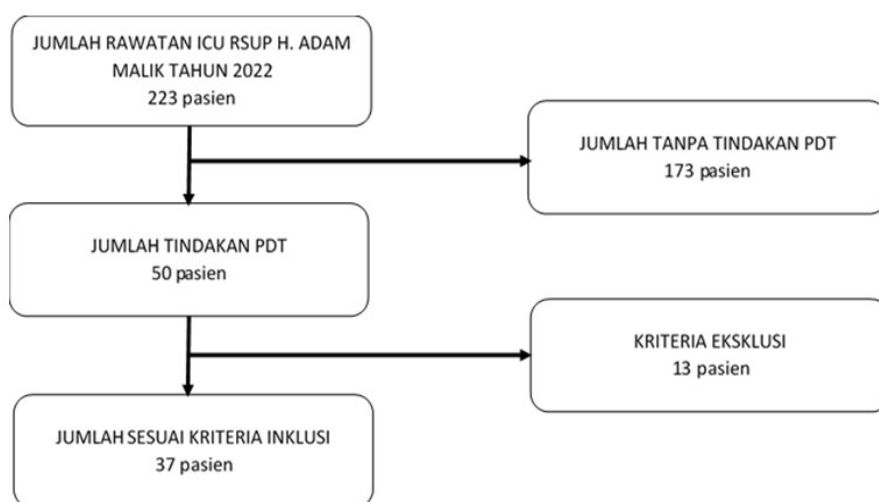 JUMLAH RAWATAN ICU RSUP H. ADAM
MALIK TAHUN 2022
223 pasien
JUMLAH TANPA TINDAKAN PDT
173 pasien
JUMLAH TINDAKAN PDT
50 pasien
KRITERIA EKSKLUSI
13 pasien
JUMLAH SESUAI KRITERIA INKLUSI
37 pasien